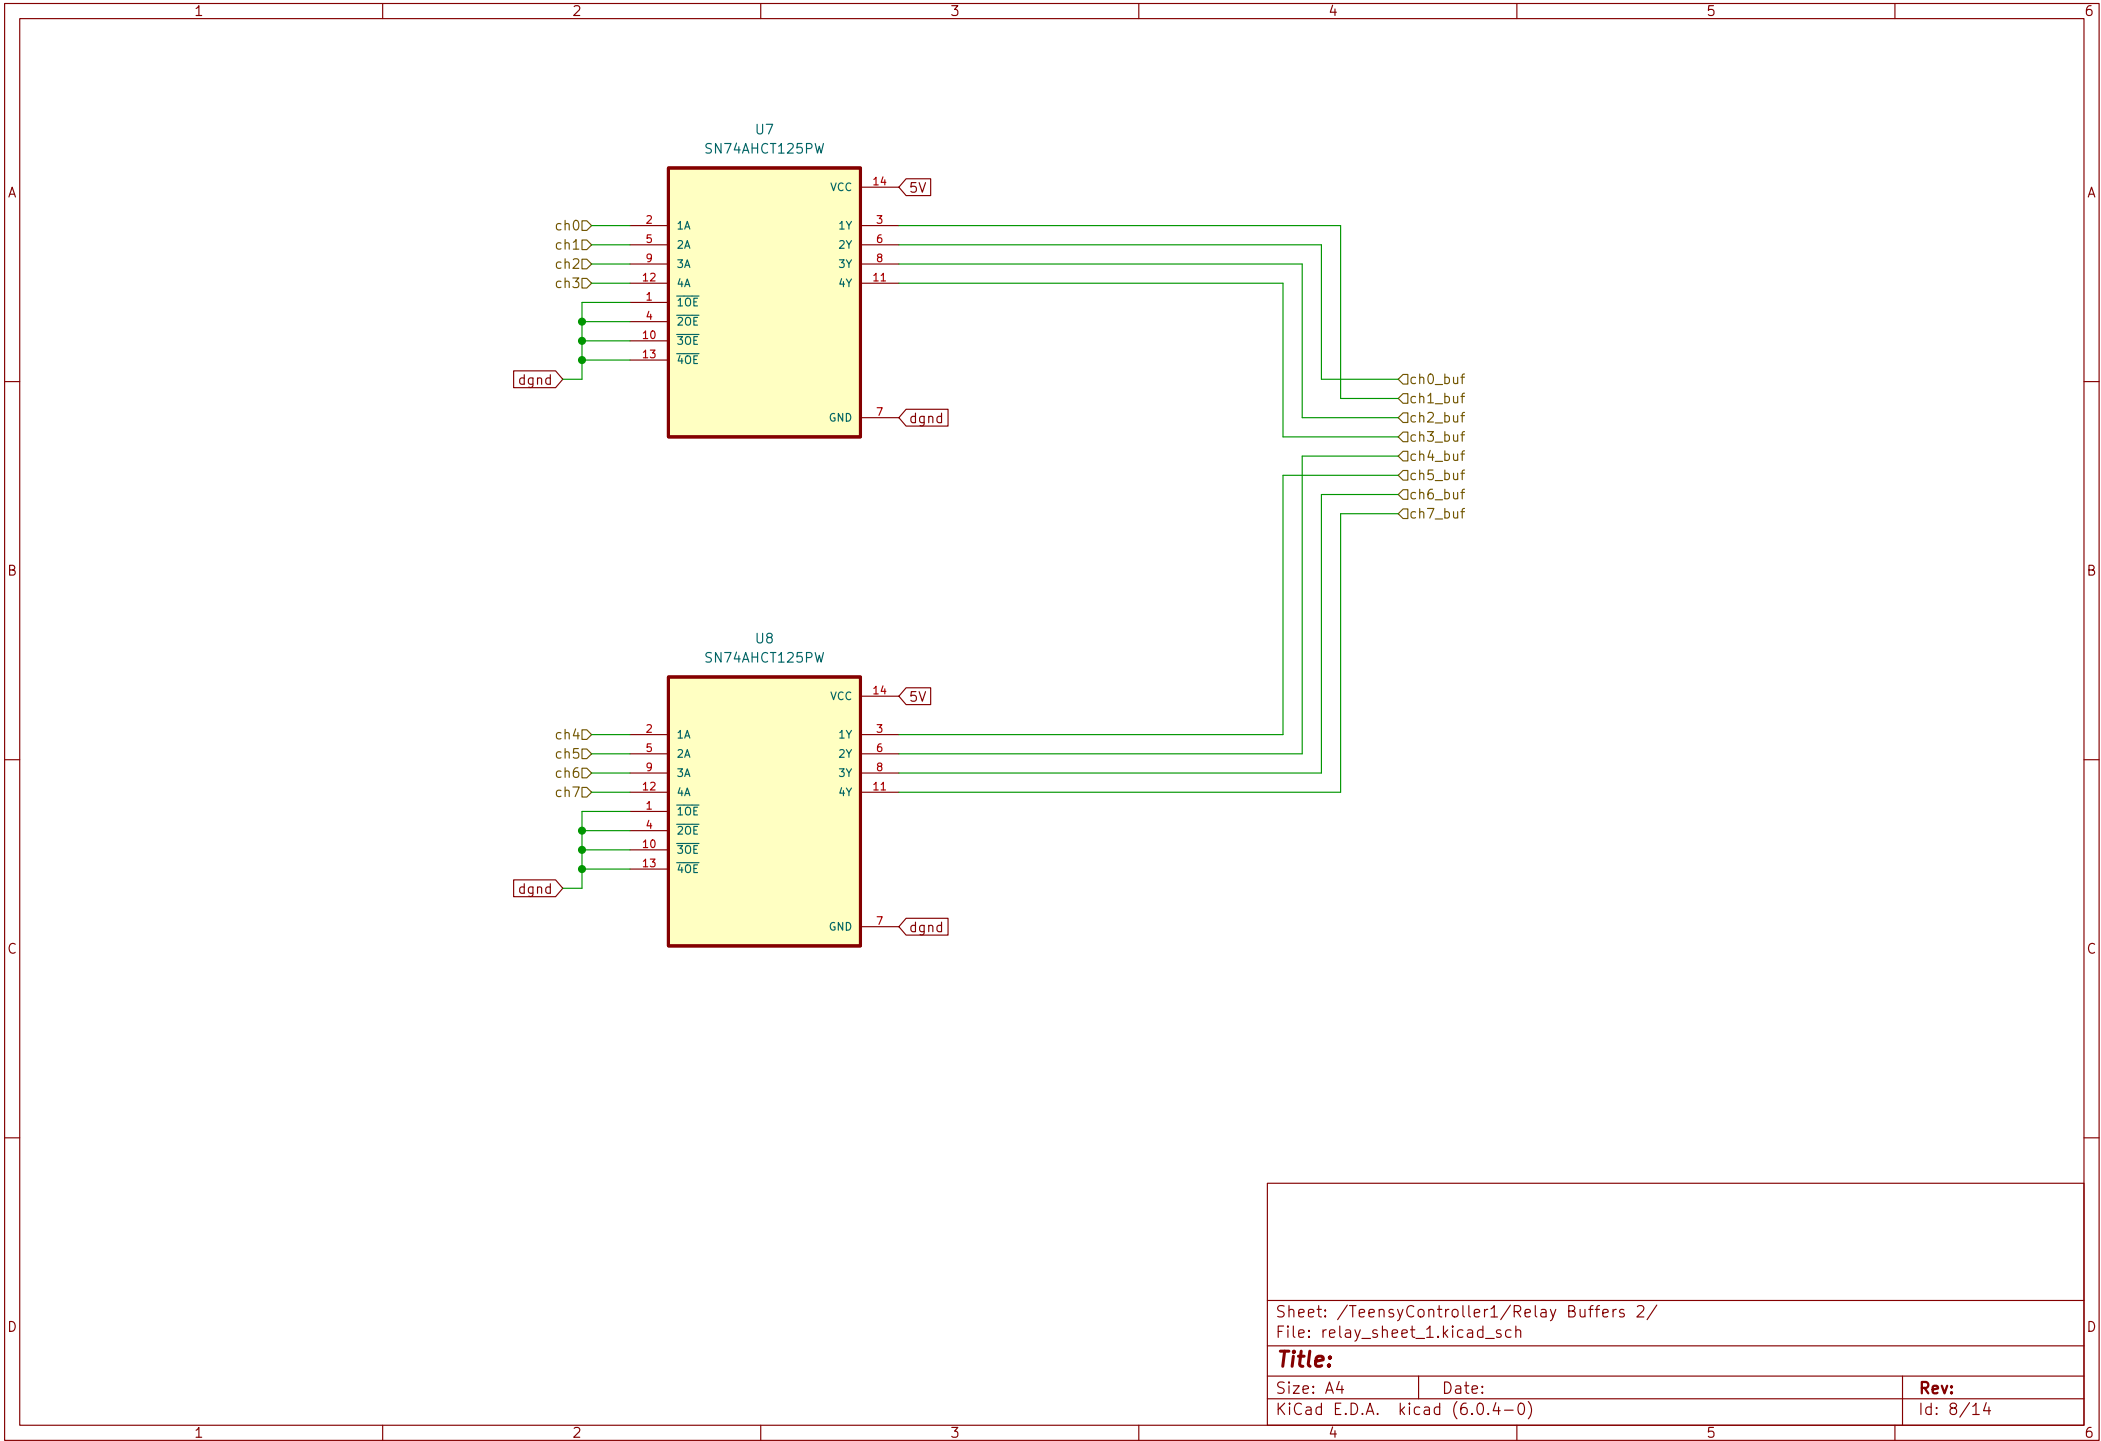 1 2 3 4 5 6
A A
U7
SN74AHCT125PW
VCC 14 5V
ch0 2 1A 1Y 3
ch1 5 2A 2Y 6
ch2 9 3A 3Y 8
ch3 12 4A 4Y 11
1 1OE
4 2OE
10 3OE
13 4OE
dgnd
GND 7 dgnd
ch0_buf
ch1_buf
ch2_buf
ch3_buf
ch4_buf
ch5_buf
ch6_buf
ch7_buf
B B
U8
SN74AHCT125PW
VCC 14 5V
ch4 2 1A 1Y 3
ch5 5 2A 2Y 6
ch6 9 3A 3Y 8
ch7 12 4A 4Y 11
1 1OE
4 2OE
10 3OE
13 4OE
dgnd
GND 7 dgnd
C C
D D
Sheet: /TeensyController1/Relay Buffers 2/
File: relay_sheet_1.kicad_sch
Title:
Size: A4 Date: Rev:
KiCad E.D.A. kicad (6.0.4-0) Id: 8/14
1 2 3 4 5 6